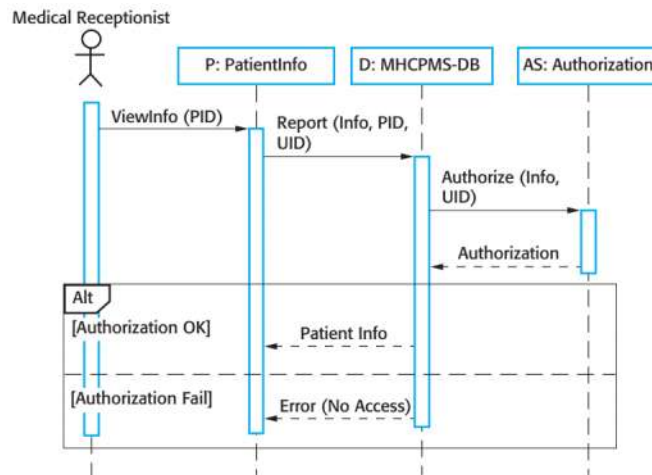 Medical Receptionist
P: PatientInfo
D: MHCPMS-DB
AS: Authorization
ViewInfo (PID)
Report (Info, PID,
UID)
Authorize (Info,
UID)
Authorization
Alt
[Authorization OK]
Patient Info
[Authorization Fail]
Error (No Access)